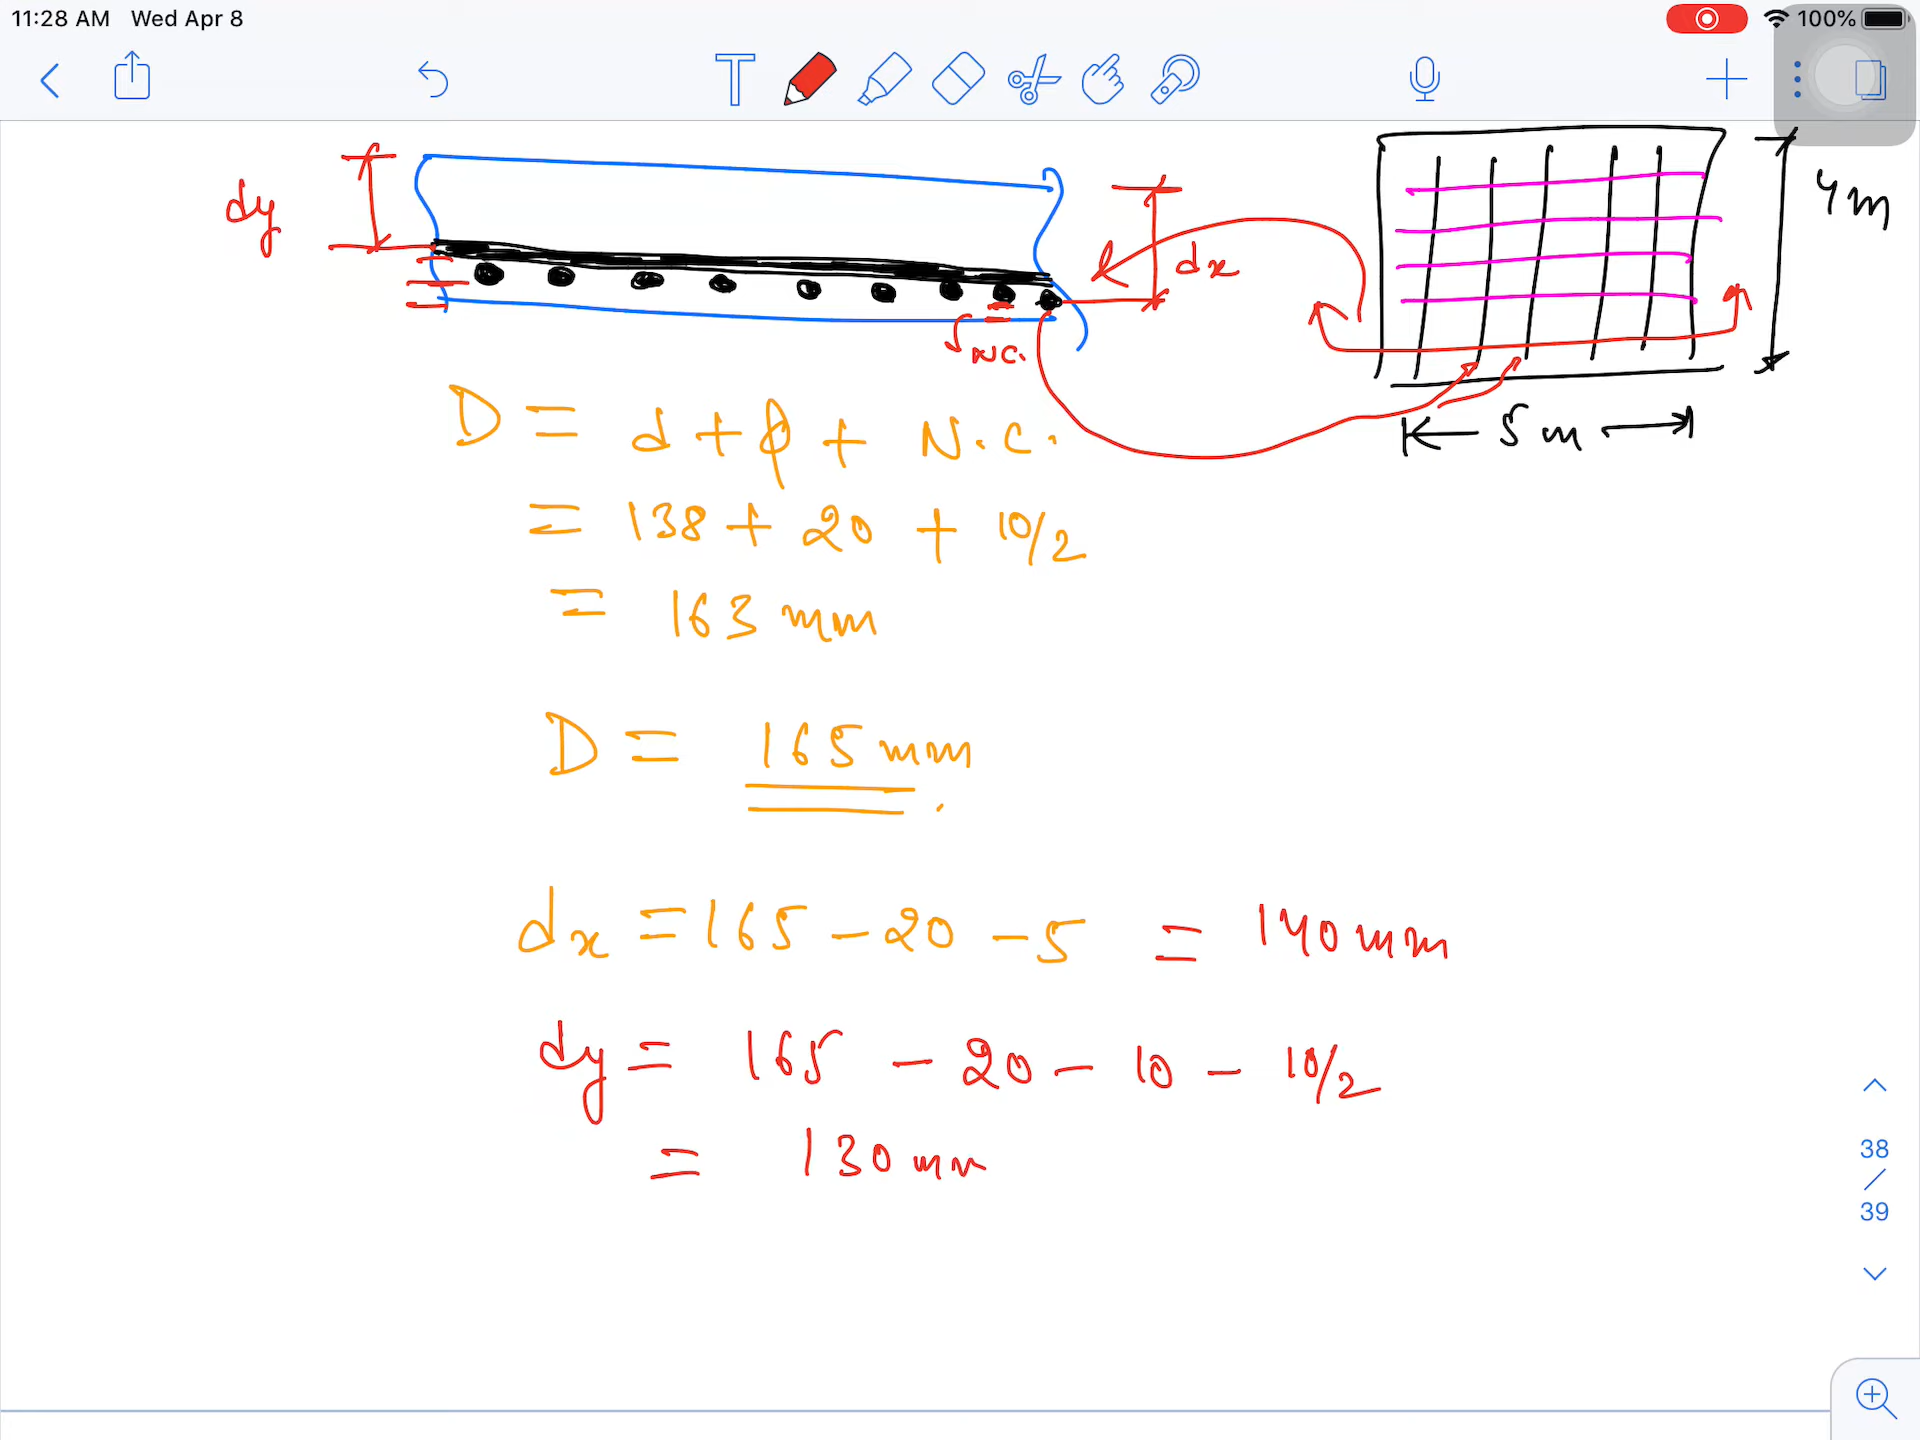 11:28 AM Wed Apr 8
100%
T
dy
dx
4m
N.C.
5m
D = d + φ + N.C.
= 138 + 20 + 10/2
= 163 mm
D = 165 mm.
dx = 165 - 20 - 5 = 140 mm
dy = 165 - 20 - 10 - 10/2
= 130 mm
38
/
39